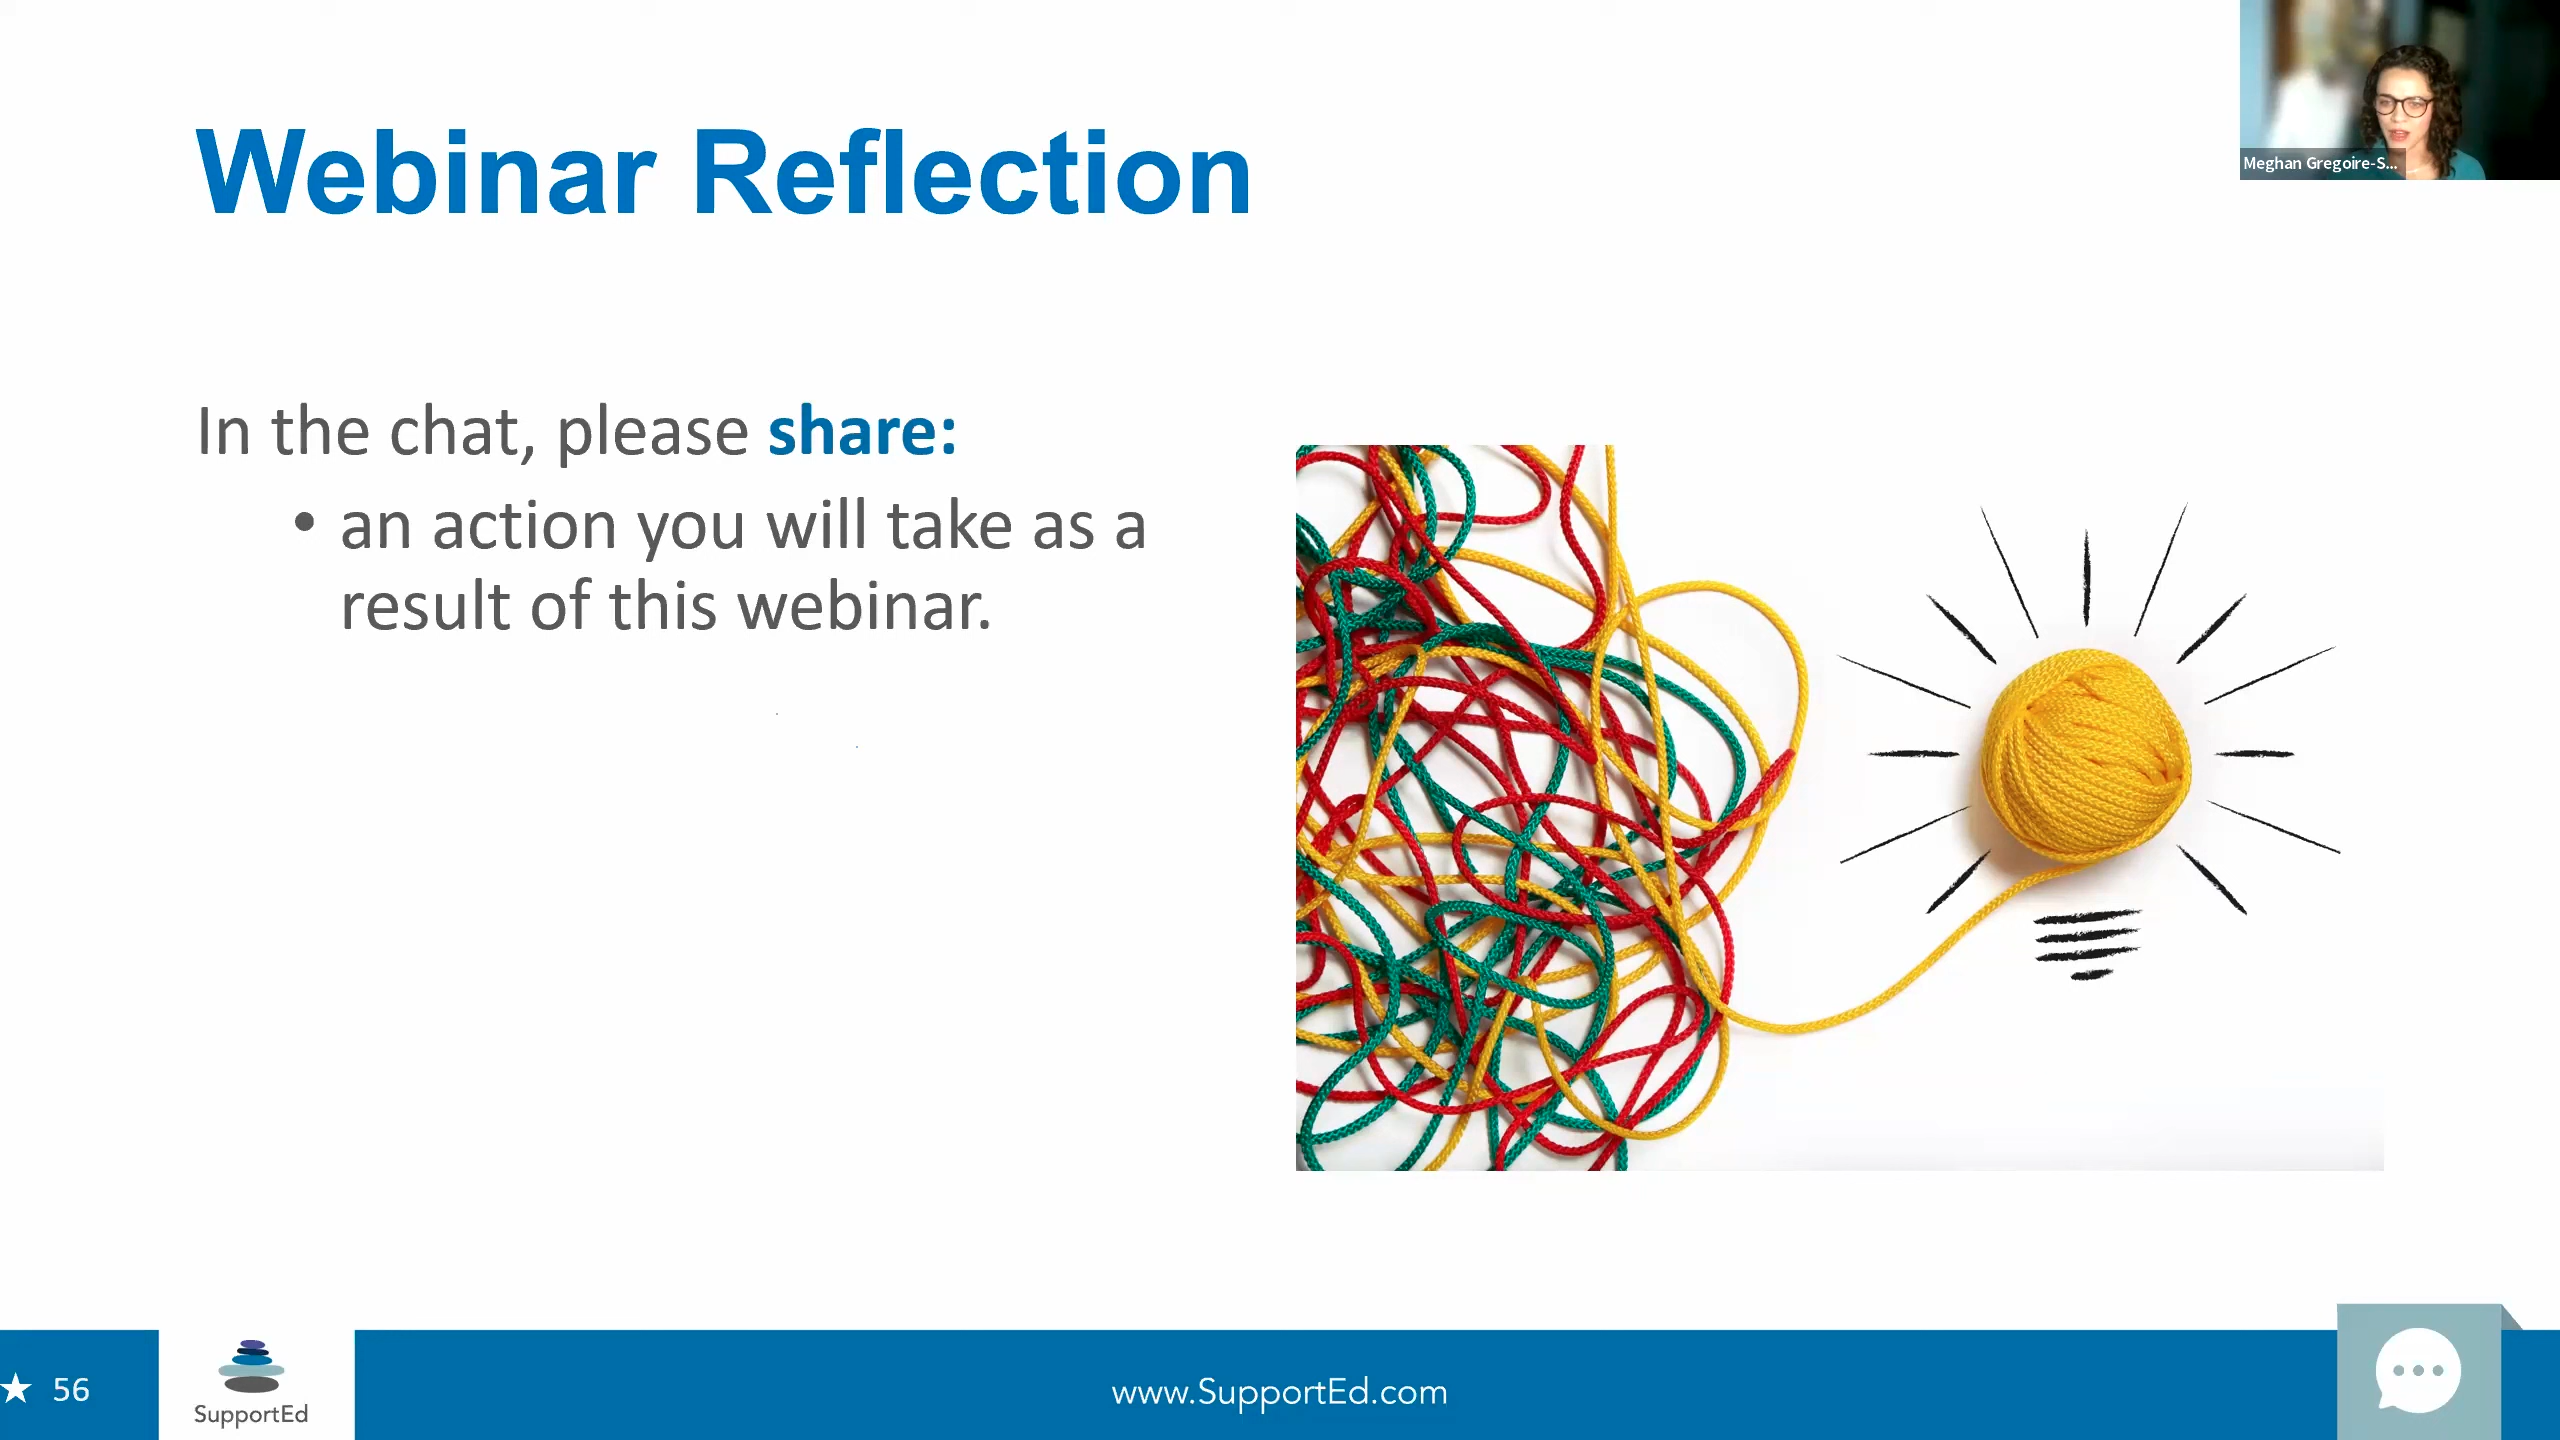 Webinar Reflection
Meghan Gregoire-S...
In the chat, please share:
• an action you will take as a
result of this webinar.
★ 56
SupportEd
www.SupportEd.com